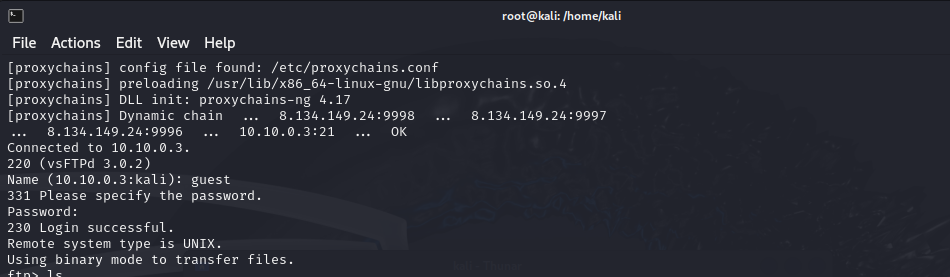 root@kali: /home/kali
File Actions Edit View Help
[proxychains] config file found: /etc/proxychains.conf
[proxychains] preloading /usr/lib/x86_64-linux-gnu/libproxychains.so.4
[proxychains] DLL init: proxychains-ng 4.17
[proxychains] Dynamic chain ... 8.134.149.24:9998 ... 8.134.149.24:9997
... 8.134.149.24:9996 ... 10.10.0.3:21 ... OK
Connected to 10.10.0.3.
220 (vsFTPd 3.0.2)
Name (10.10.0.3:kali): guest
331 Please specify the password.
Password:
230 Login successful.
Remote system type is UNIX.
Using binary mode to transfer files.
ftp> ls